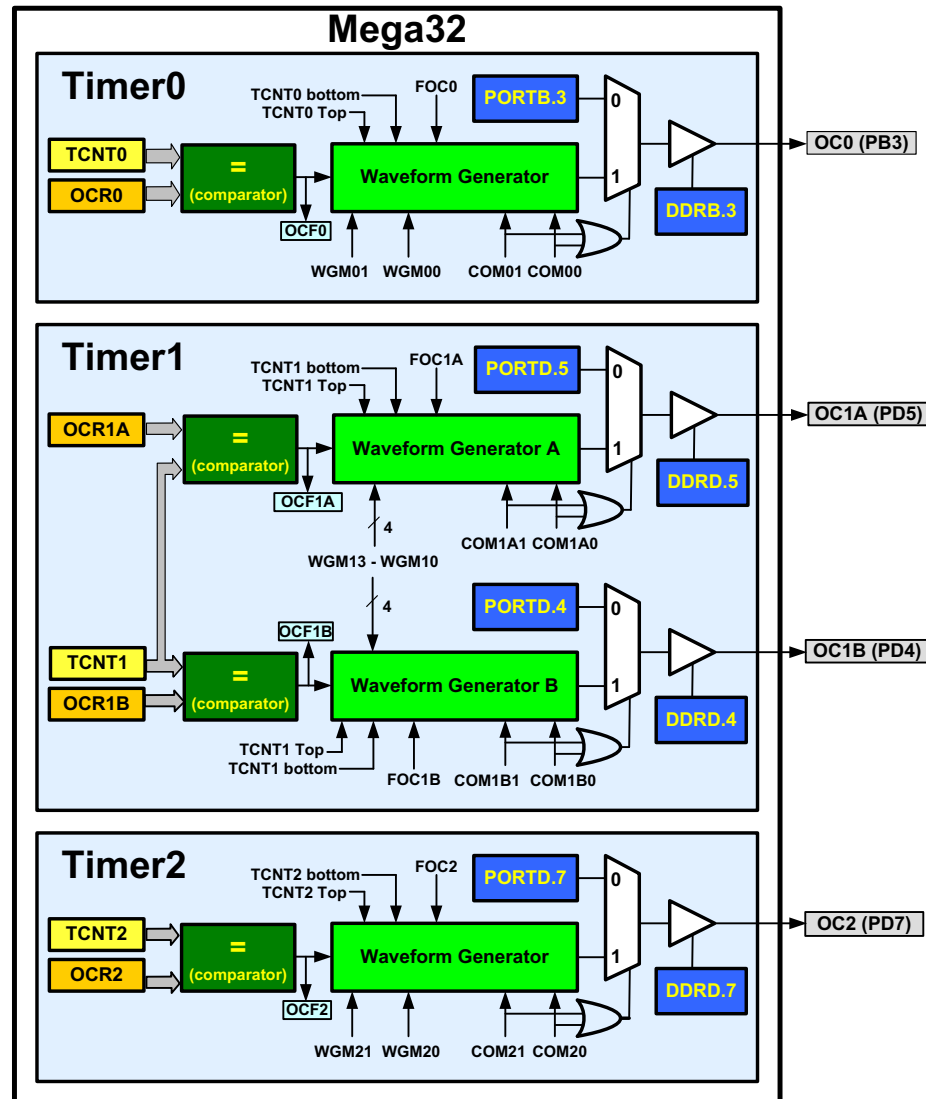 Mega32
Timer0
TCNT0 bottom
TCNT0 Top
FOC0
PORTB.3
0
1
OC0 (PB3)
TCNT0
OCR0
=
(comparator)
OCF0
Waveform Generator
DDRB.3
WGM01
WGM00
COM01
COM00
Timer1
TCNT1 bottom
TCNT1 Top
FOC1A
PORTD.5
0
1
OC1A (PD5)
OCR1A
=
(comparator)
OCF1A
Waveform Generator A
DDRD.5
4
COM1A1
COM1A0
WGM13 - WGM10
4
PORTD.4
0
1
OC1B (PD4)
OCF1B
TCNT1
OCR1B
=
(comparator)
Waveform Generator B
DDRD.4
TCNT1 Top
TCNT1 bottom
FOC1B
COM1B1
COM1B0
Timer2
TCNT2 bottom
TCNT2 Top
FOC2
PORTD.7
0
1
OC2 (PD7)
TCNT2
OCR2
=
(comparator)
OCF2
Waveform Generator
DDRD.7
WGM21
WGM20
COM21
COM20